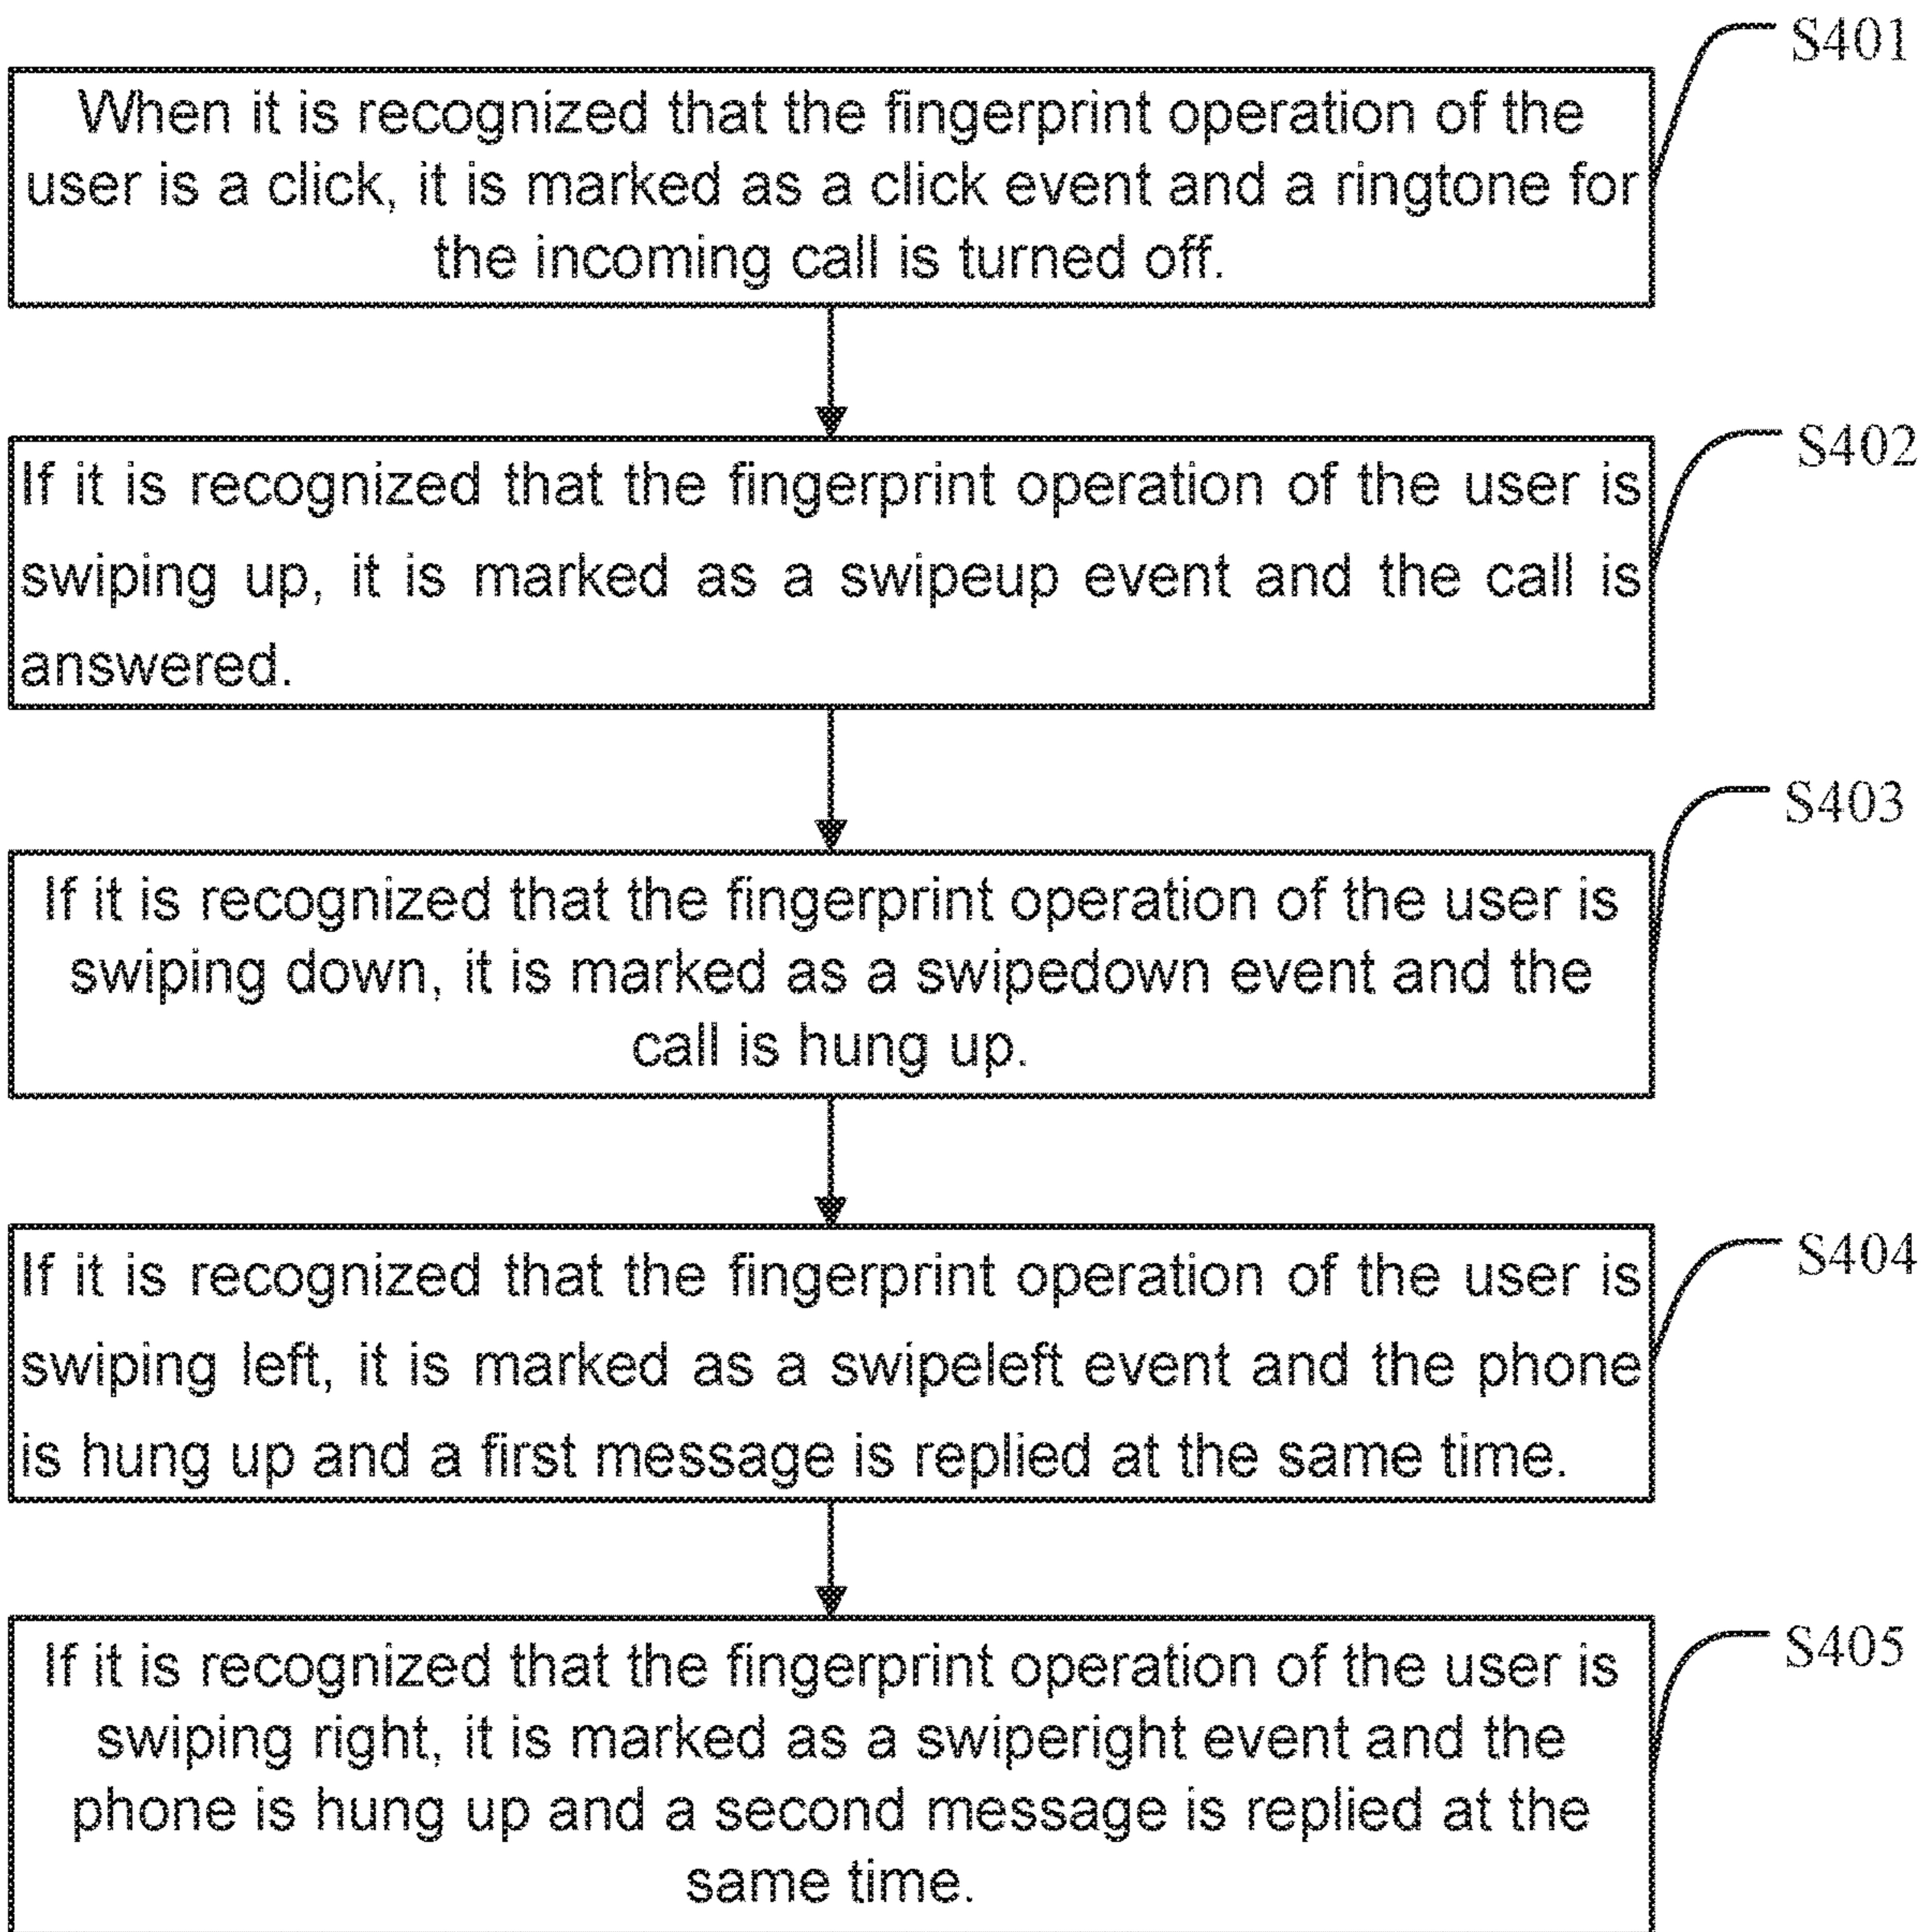 S401
When it is recognized that the fingerprint operation of the
user is a click, it is marked as a click event and a ringtone for
the incoming call is turned off.
S402
If it is recognized that the fingerprint operation of the user is
swiping up, it is marked as a swipeup event and the call is
answered.
S403
If it is recognized that the fingerprint operation of the user is
swiping down, it is marked as a swipedown event and the
call is hung up.
S404
If it is recognized that the fingerprint operation of the user is
swiping left, it is marked as a swipeleft event and the phone
is hung up and a first message is replied at the same time.
S405
If it is recognized that the fingerprint operation of the user is
swiping right, it is marked as a swiperight event and the
phone is hung up and a second message is replied at the
same time.